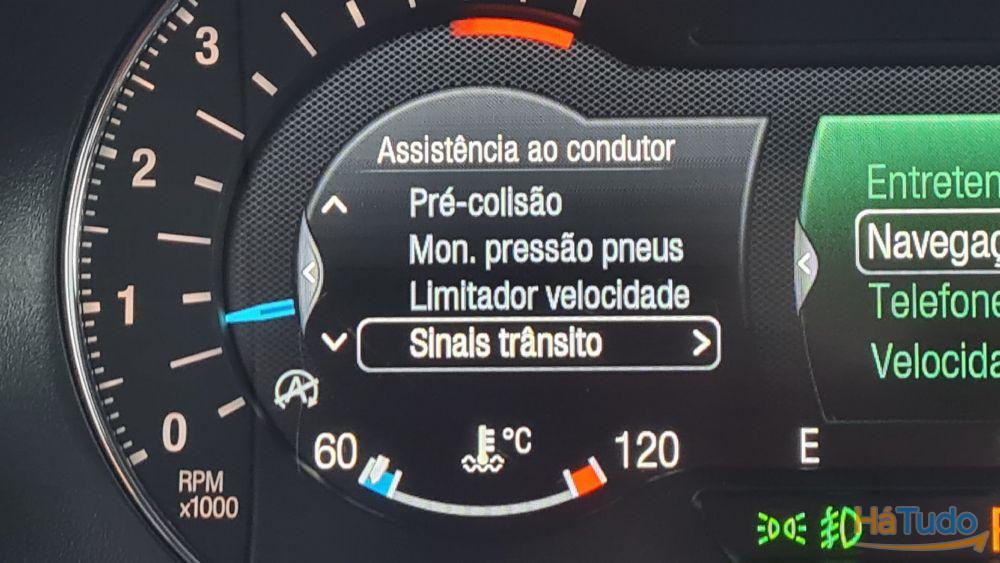 3
2
1
0
RPM
x1000
Assistência ao condutor
Pré-colisão
Mon. pressão pneus
Limitador velocidade
Sinais trânsito
A
60
°C
120
E
Entreten
Navegaç
Telefone
Velocida
HáTudo